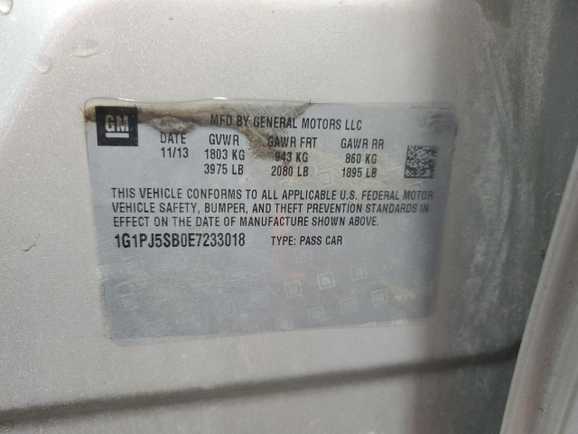 GM
MFD BY GENERAL MOTORS LLC
DATE GVWR GAWR FRT GAWR RR
11/13 1803 KG 943 KG 860 KG
3975 LB 2080 LB 1895 LB
THIS VEHICLE CONFORMS TO ALL APPLICABLE U.S. FEDERAL MOTOR
VEHICLE SAFETY, BUMPER, AND THEFT PREVENTION STANDARDS IN
EFFECT ON THE DATE OF MANUFACTURE SHOWN ABOVE.
1G1PJ5SB0E7233018 TYPE: PASS CAR